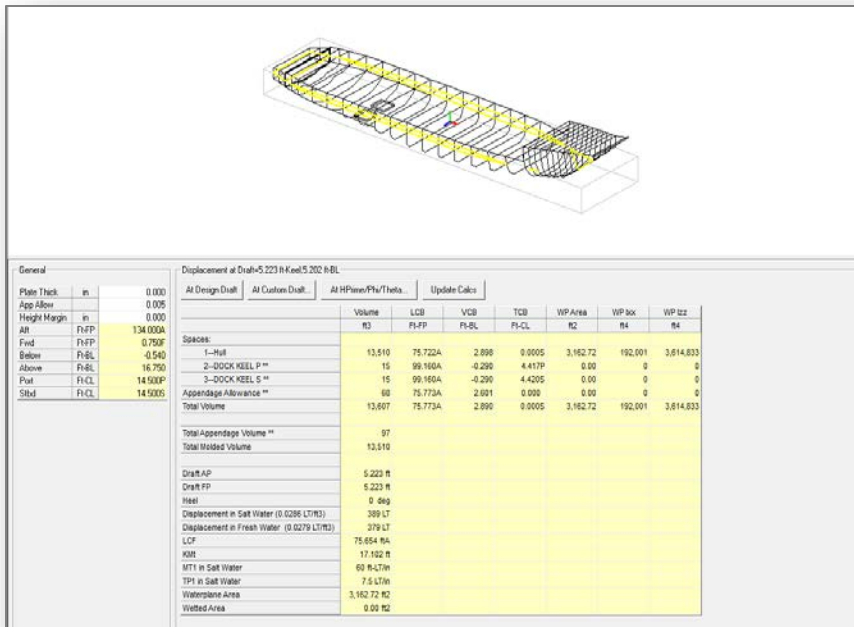 General
Plate Thick in 0.000
App Allow 0.005
Height Margin in 0.000
Aft Ft-FP 134.000A
Fwd Ft-FP 0.750F
Below Ft-BL -0.540
Above Ft-BL 16.750
Port Ft-CL 14.500P
Stbd Ft-CL 14.500S
Displacement at Draft=5.223 ft-Keel,5.202 ft-BL
At Design Draft At Custom Draft... At HPrime/Phi/Theta... Update Calcs
Volume LCB VCB TCB WP Area WP Ixx WP Izz
ft3 Ft-FP Ft-BL Ft-CL ft2 ft4 ft4
Spaces:
1--Hull 13,510 75.722A 2.898 0.000S 3,162.72 192,001 3,614,833
2--DOCK KEEL P ** 15 99.160A -0.290 4.417P 0.00 0 0
3--DOCK KEEL S ** 15 99.160A -0.290 4.420S 0.00 0 0
Appendage Allowance ** 68 75.773A 2.601 0.000 0.00 0 0
Total Volume 13,607 75.773A 2.890 0.000S 3,162.72 192,001 3,614,833
Total Appendage Volume ** 97
Total Molded Volume 13,510
Draft AP 5.223 ft
Draft FP 5.223 ft
Heel 0 deg
Displacement in Salt Water (0.0286 LT/ft3) 389 LT
Displacement in Fresh Water (0.0279 LT/ft3) 379 LT
LCF 75.654 ftA
KMt 17.102 ft
MT1 in Salt Water 60 ft-LT/in
TP1 in Salt Water 7.5 LT/in
Waterplane Area 3,162.72 ft2
Wetted Area 0.00 ft2